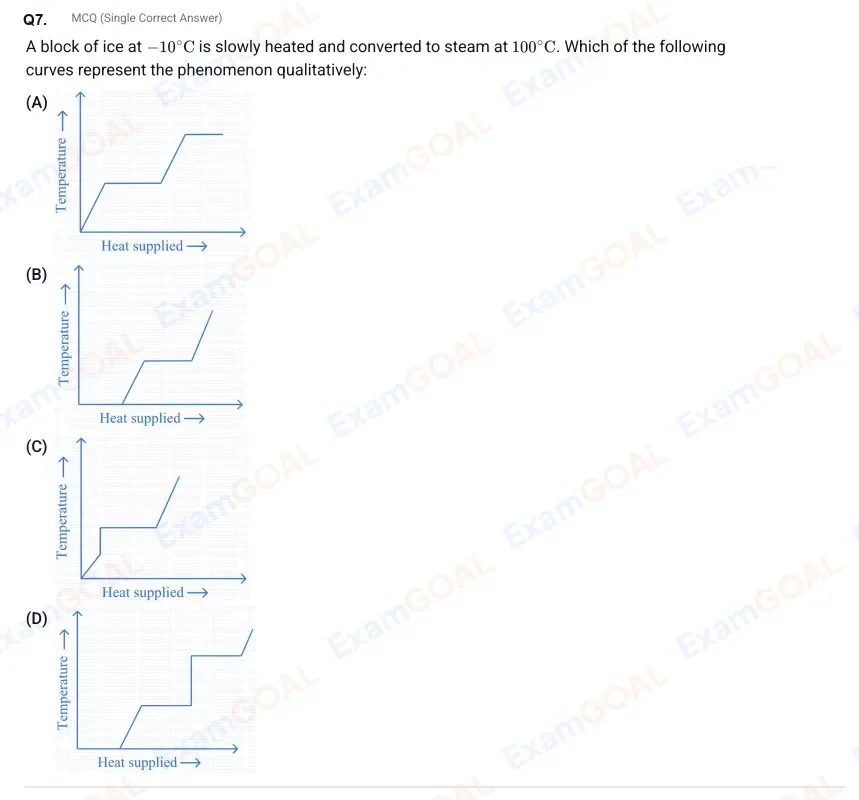 Q7. MCQ (Single Correct Answer)
A block of ice at −10°C is slowly heated and converted to steam at 100°C. Which of the following
curves represent the phenomenon qualitatively:
(A)
Temperature →
Heat supplied →
(B)
Temperature →
Heat supplied →
(C)
Temperature →
Heat supplied →
(D)
Temperature →
Heat supplied →
ExamGOAL